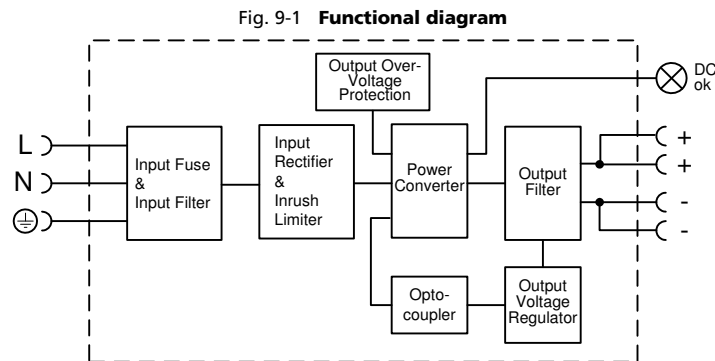 Fig. 9-1 Functional diagram
Output Over-
Voltage
Protection
DC
ok
L
N
Input Fuse
&
Input Filter
Input
Rectifier
&
Inrush
Limiter
Power
Converter
Output
Filter
+
+
-
-
Opto-
coupler
Output
Voltage
Regulator